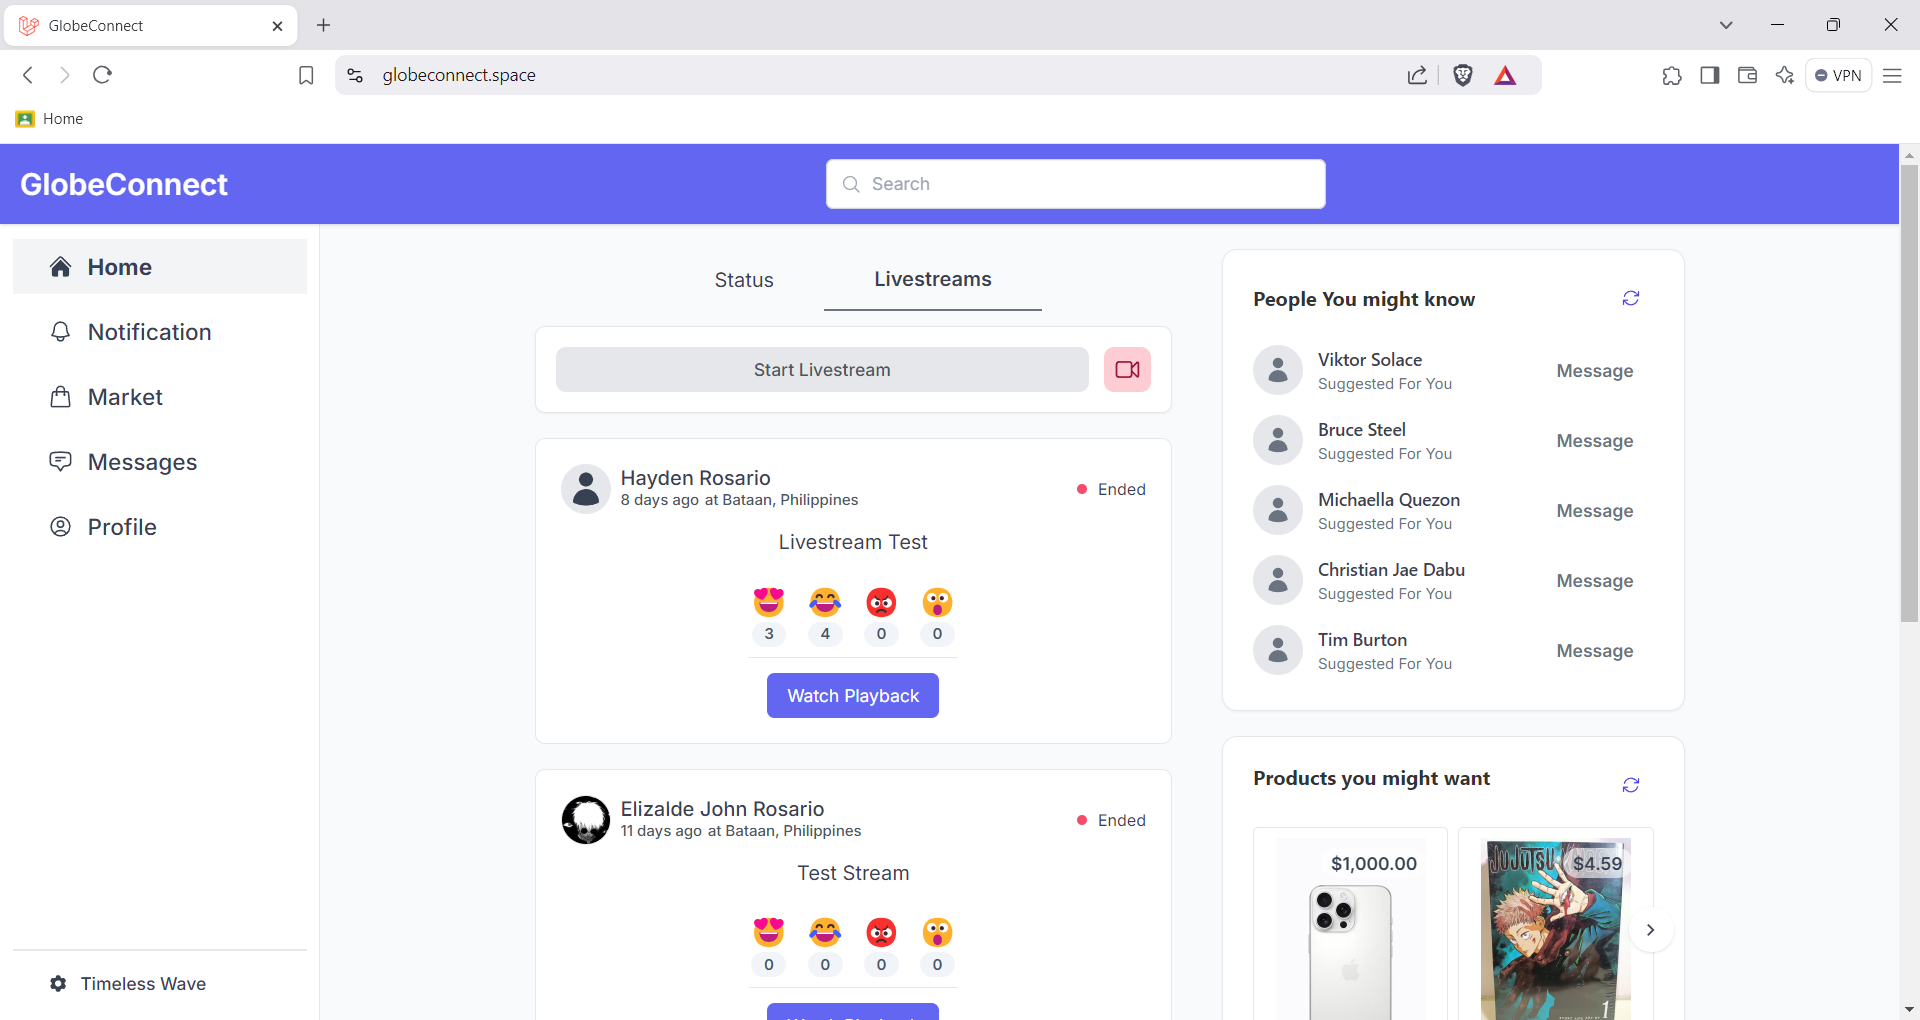 GlobeConnect
globeconnect.space
VPN
Home
GlobeConnect
Search
Home
Notification
Market
Messages
Profile
Timeless Wave
Status
Livestreams
Start Livestream
Hayden Rosario
8 days ago at Bataan, Philippines
Ended
Livestream Test
3
4
0
0
Watch Playback
Elizalde John Rosario
11 days ago at Bataan, Philippines
Ended
Test Stream
0
0
0
0
People You might know
Viktor Solace
Suggested For You
Message
Bruce Steel
Suggested For You
Message
Michaella Quezon
Suggested For You
Message
Christian Jae Dabu
Suggested For You
Message
Tim Burton
Suggested For You
Message
Products you might want
$1,000.00
JUJUTSU
$4.59
1